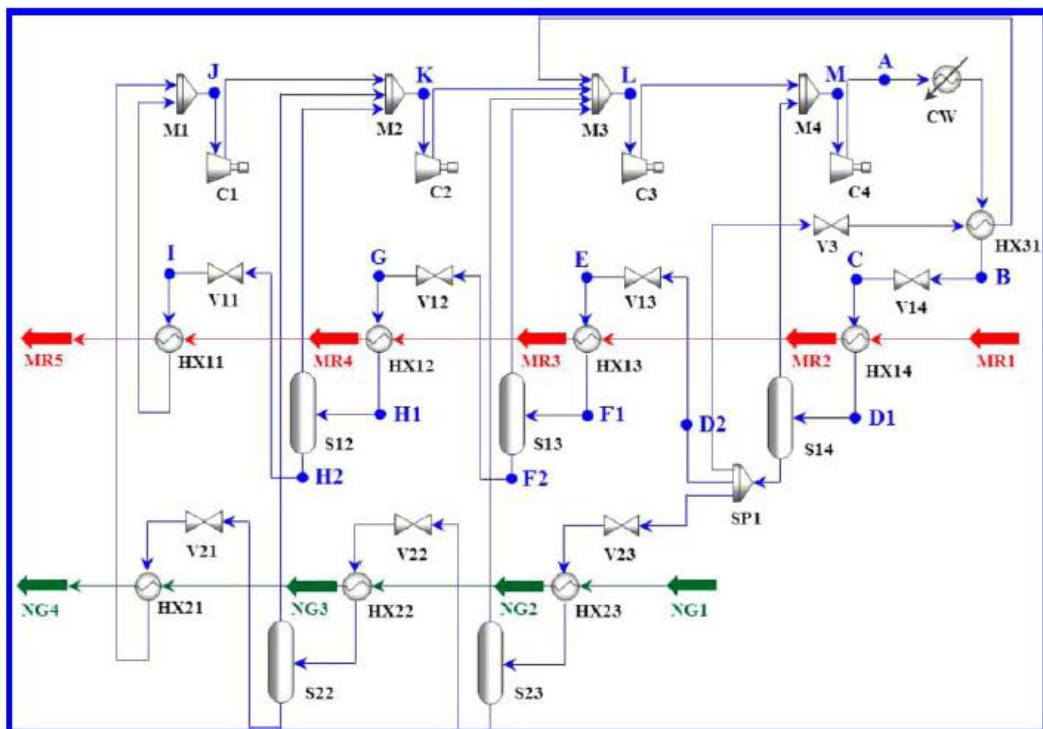 J K L M A
M1 M2 M3 M4 CW
C1 C2 C3 C4
V3 HX31
I G E C B
V11 V12 V13 V14
MR5 HX11 MR4 HX12 MR3 HX13 MR2 HX14 MR1
H1 F1 D2 D1
S12 S13 S14
H2 F2 SP1
V21 V22 V23
NG4 HX21 NG3 HX22 NG2 HX23 NG1
S22 S23